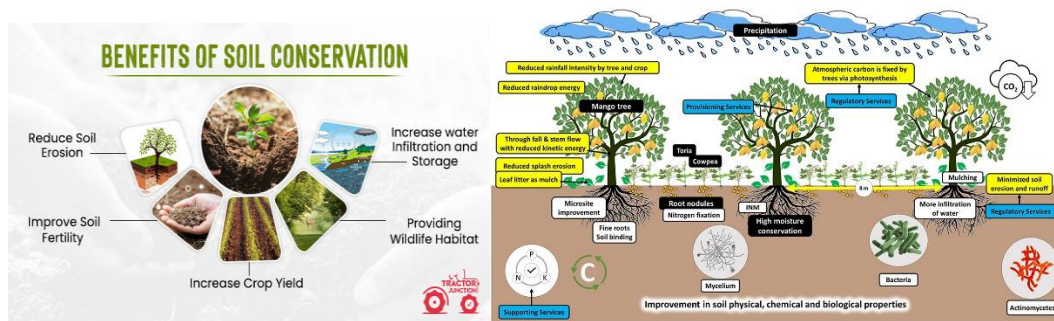 BENEFITS OF SOIL CONSERVATION
Reduce Soil
Erosion
Increase water
Infiltration and
Storage
Improve Soil
Fertility
Providing
Wildlife Habitat
Increase Crop Yield
TRACTOR
JUNCTION
Precipitation
Reduced rainfall intensity by tree and crop
Reduced raindrop energy
Mango tree
Provisioning Services
Atmospheric carbon is fixed by
trees via photosynthesis
Regulatory Services
CO2
Through fall & stem flow
with reduced kinetic energy
Reduced splash erosion
Leaf litter as mulch
Toria
Cowpea
Mulching
8 m
Minimized soil
erosion and runoff
Regulatory Services
Microsite
improvement
Root nodules
Nitrogen fixation
INM
High moisture
conservation
More infiltration
of water
Fine roots
Soil binding
P
N
K
C
Supporting Services
Mycelium
Bacteria
Actinomycetes
Improvement in soil physical, chemical and biological properties